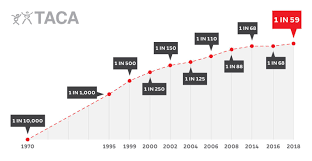 TACA
1 IN 10,000
1 IN 1,000
1 IN 500
1 IN 250
1 IN 150
1 IN 125
1 IN 110
1 IN 88
1 IN 68
1 IN 68
1 IN 59
1970 1995 1999 2000 2002 2004 2006 2008 2014 2016 2018